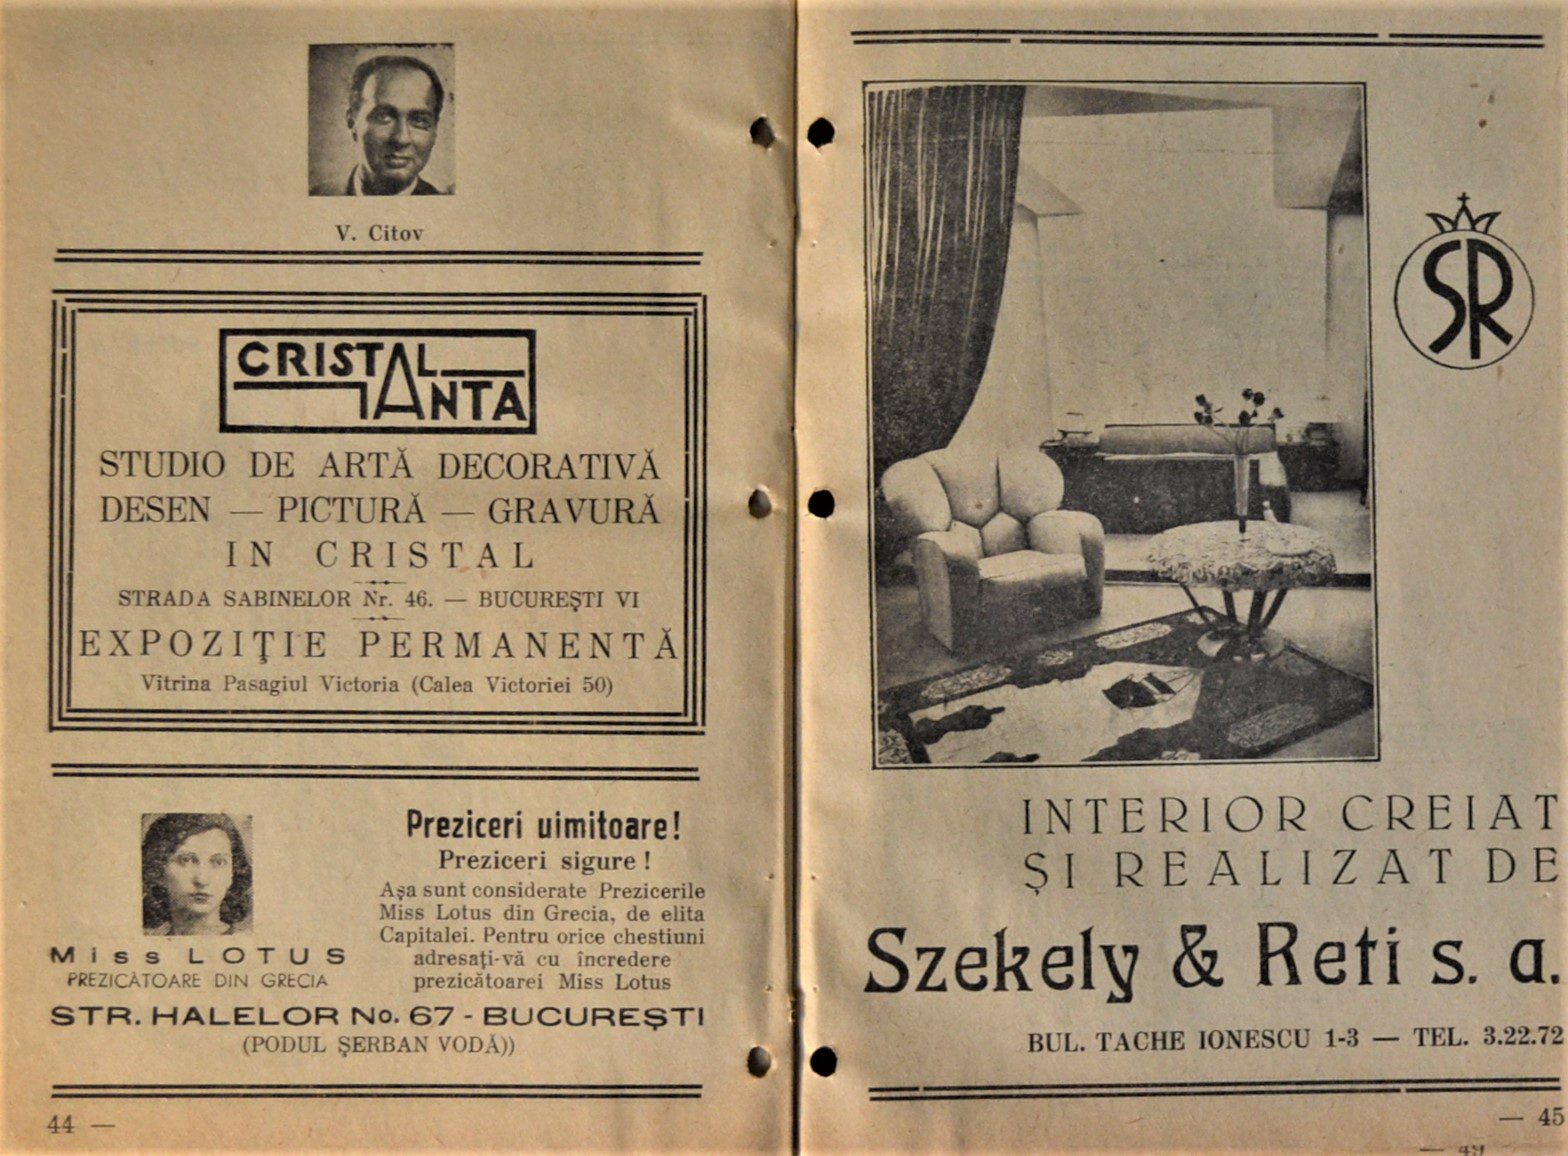 V. Citov
CRISTAL
ANTA
STUDIO DE ARTĂ DECORATIVĂ
DESEN — PICTURĂ — GRAVURĂ
IN CRISTAL
STRADA SABINELOR Nr. 46. — BUCUREŞTI VI
EXPOZIŢIE PERMANENTĂ
Vitrina Pasagiul Victoria (Calea Victoriei 50)
Preziceri uimitoare!
Preziceri sigure!
Aşa sunt considerate Prezicerile
Miss Lotus din Grecia, de elita
Capitalei. Pentru orice chestiuni
adresaţi-vă cu încredere
prezicătoarei Miss Lotus
Miss LOTUS
PREZICĂTOARE DIN GRECIA
STR. HALELOR No. 67 - BUCUREŞTI
(PODUL ŞERBAN VODĂ))
44 —
SR
INTERIOR CREIAT
ŞI REALIZAT DE
Szekely & Reti s. a.
BUL. TACHE IONESCU 1-3 — TEL. 3.22.72
— 45
— 49